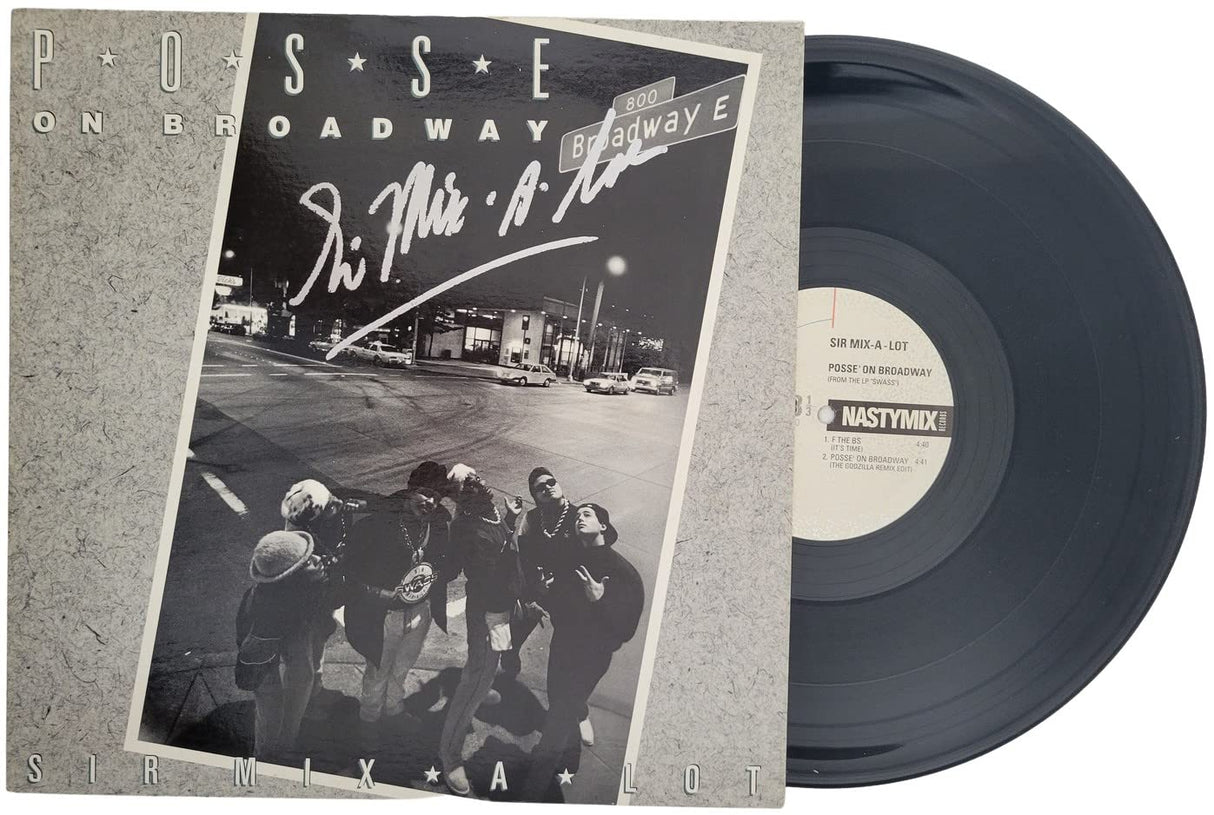 P★O★S★S★E
ON BROADWAY
800
Broadway E
Sir Mix·A·Lot
SWASS
SIR MIX★A★LOT
SIR MIX-A-LOT
POSSE' ON BROADWAY
(FROM THE LP "SWASS")
NASTYMIX RECORDS
1. F THE BS 4:40
(IT'S TIME)
2. POSSE' ON BROADWAY 4:41
(THE GODZILLA REMIX EDIT)